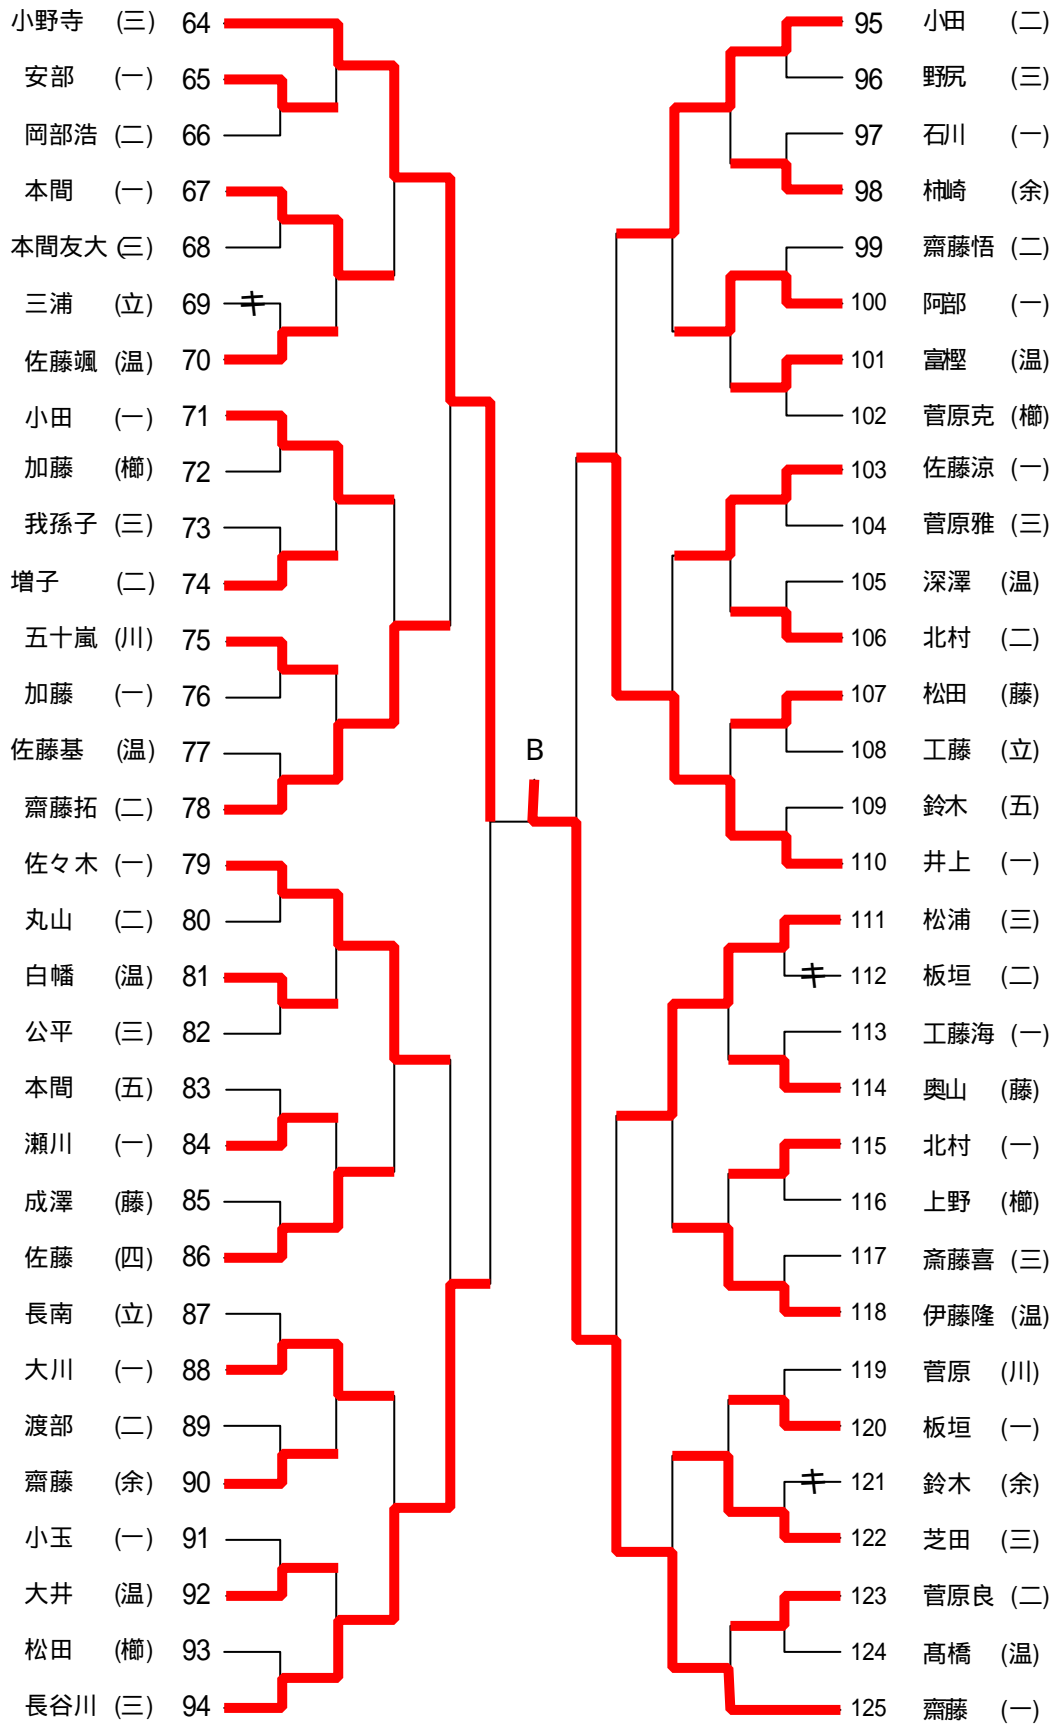 小野寺 (三) 64
安部 (一) 65
岡部浩 (二) 66
本間 (一) 67
本間友大 (三) 68
三浦 (立) 69 キ
佐藤颯 (温) 70
小田 (一) 71
加藤 (櫛) 72
我孫子 (三) 73
増子 (二) 74
五十嵐 (川) 75
加藤 (一) 76
佐藤基 (温) 77
齋藤拓 (二) 78
佐々木 (一) 79
丸山 (二) 80
白幡 (温) 81
公平 (三) 82
本間 (五) 83
瀬川 (一) 84
成澤 (藤) 85
佐藤 (四) 86
長南 (立) 87
大川 (一) 88
渡部 (二) 89
齋藤 (余) 90
小玉 (一) 91
大井 (温) 92
松田 (櫛) 93
長谷川 (三) 94
B
95 小田 (二)
96 野尻 (三)
97 石川 (一)
98 柿崎 (余)
99 齋藤悟 (二)
100 阿部 (一)
101 富樫 (温)
102 菅原克 (櫛)
103 佐藤涼 (一)
104 菅原雅 (三)
105 深澤 (温)
106 北村 (二)
107 松田 (藤)
108 工藤 (立)
109 鈴木 (五)
110 井上 (一)
111 松浦 (三)
キ 112 板垣 (二)
113 工藤海 (一)
114 奥山 (藤)
115 北村 (一)
116 上野 (櫛)
117 斎藤喜 (三)
118 伊藤隆 (温)
119 菅原 (川)
120 板垣 (一)
キ 121 鈴木 (余)
122 芝田 (三)
123 菅原良 (二)
124 髙橋 (温)
125 齋藤 (一)